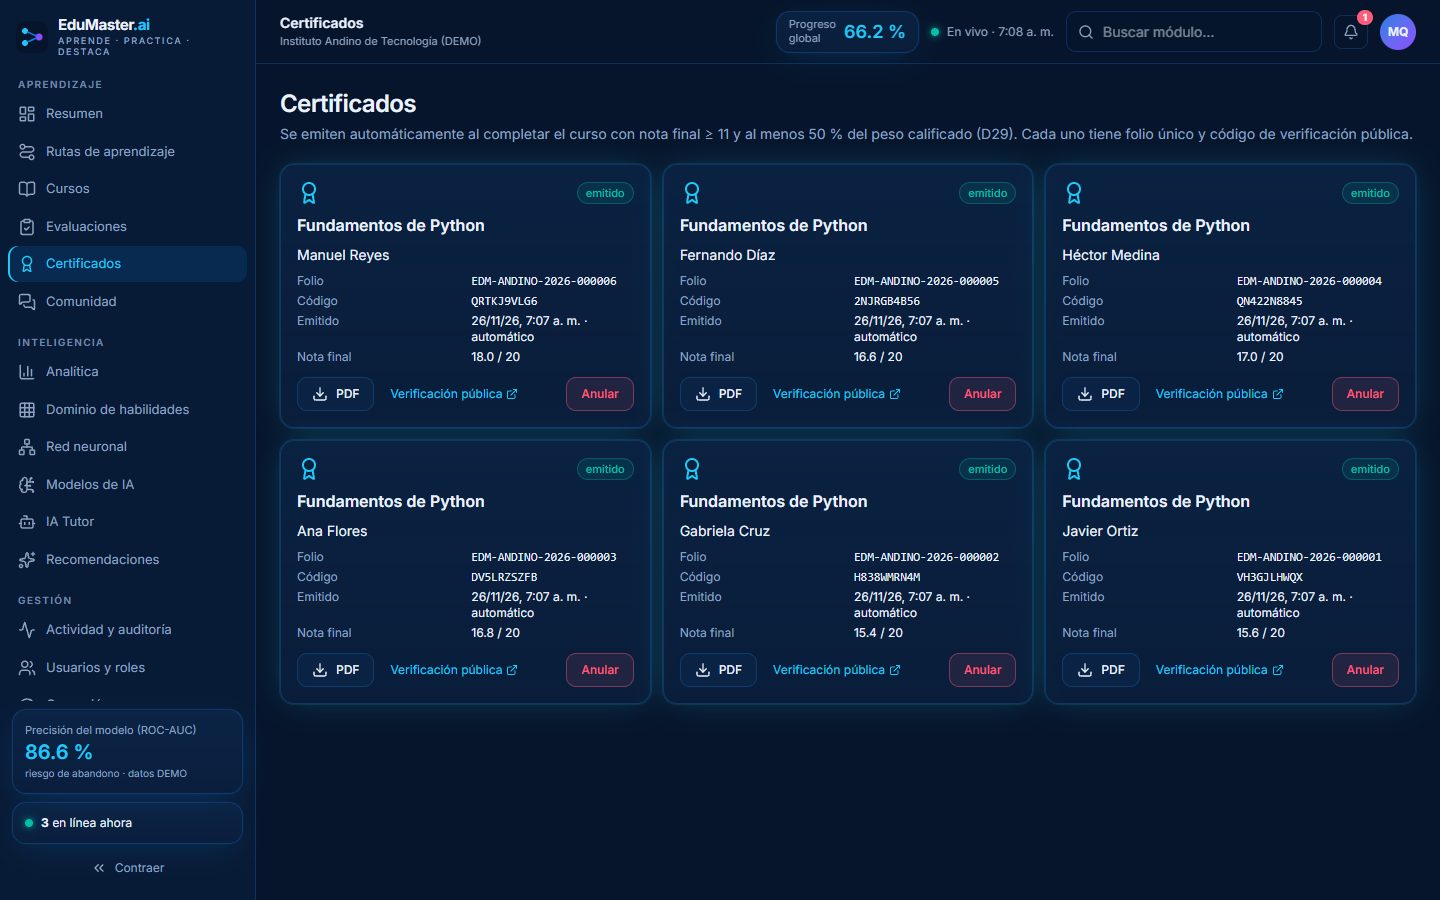 EduMaster.ai
APRENDE · PRACTICA ·
DESTACA
APRENDIZAJE
Resumen
Rutas de aprendizaje
Cursos
Evaluaciones
Certificados
Comunidad
INTELIGENCIA
Analítica
Dominio de habilidades
Red neuronal
Modelos de IA
IA Tutor
Recomendaciones
GESTIÓN
Actividad y auditoría
Usuarios y roles
Precisión del modelo (ROC-AUC)
86.6 %
riesgo de abandono · datos DEMO
3 en línea ahora
Contraer
Certificados
Instituto Andino de Tecnología (DEMO)
Progreso
global
66.2 %
En vivo · 7:08 a. m.
Buscar módulo...
1
MQ
Certificados
Se emiten automáticamente al completar el curso con nota final ≥ 11 y al menos 50 % del peso calificado (D29). Cada uno tiene folio único y código de verificación pública.
emitido
Fundamentos de Python
Manuel Reyes
Folio EDM-ANDINO-2026-000006
Código QRTKJ9VLG6
Emitido 26/11/26, 7:07 a. m. ·
automático
Nota final 18.0 / 20
PDF Verificación pública Anular
emitido
Fundamentos de Python
Fernando Díaz
Folio EDM-ANDINO-2026-000005
Código 2NJRGB4B56
Emitido 26/11/26, 7:07 a. m. ·
automático
Nota final 16.6 / 20
PDF Verificación pública Anular
emitido
Fundamentos de Python
Héctor Medina
Folio EDM-ANDINO-2026-000004
Código QN422N8845
Emitido 26/11/26, 7:07 a. m. ·
automático
Nota final 17.0 / 20
PDF Verificación pública Anular
emitido
Fundamentos de Python
Ana Flores
Folio EDM-ANDINO-2026-000003
Código DV5LRZSZFB
Emitido 26/11/26, 7:07 a. m. ·
automático
Nota final 16.8 / 20
PDF Verificación pública Anular
emitido
Fundamentos de Python
Gabriela Cruz
Folio EDM-ANDINO-2026-000002
Código H838WMRN4M
Emitido 26/11/26, 7:07 a. m. ·
automático
Nota final 15.4 / 20
PDF Verificación pública Anular
emitido
Fundamentos de Python
Javier Ortiz
Folio EDM-ANDINO-2026-000001
Código VH3GJLHWQX
Emitido 26/11/26, 7:07 a. m. ·
automático
Nota final 15.6 / 20
PDF Verificación pública Anular